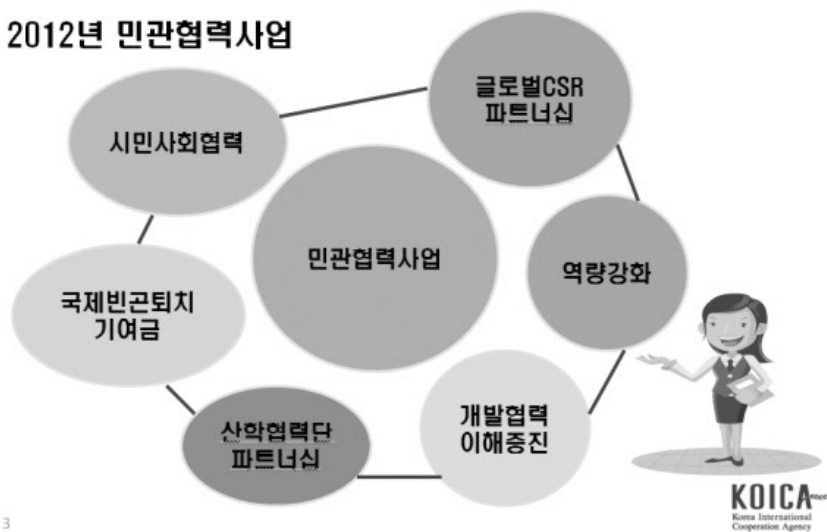 2012년 민관협력사업
글로벌CSR
파트너십
시민사회협력
민관협력사업
역량강화
국제빈곤퇴치
기여금
개발협력
이해증진
산학협력단
파트너십
KOICA
Korea International
Cooperation Agency
3